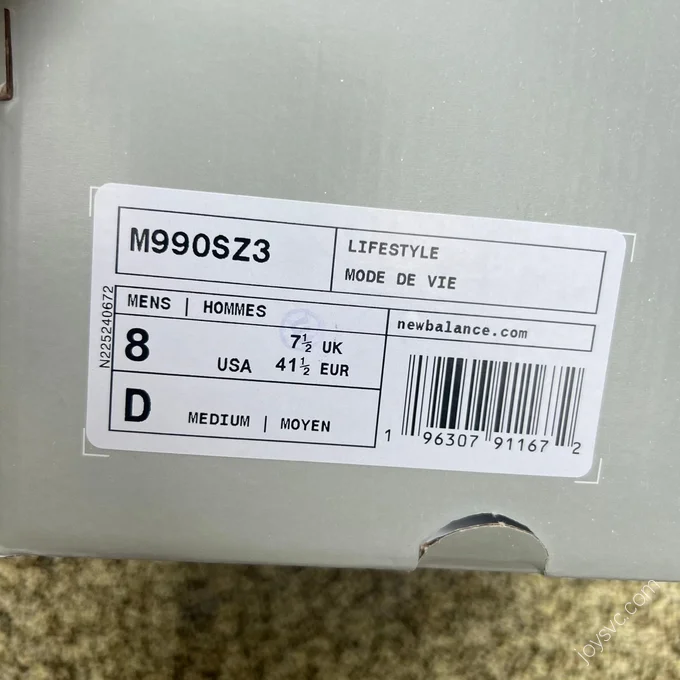 M990SZ3
LIFESTYLE
MODE DE VIE
N225240672
MENS | HOMMES
8
USA
7½ UK
41½ EUR
D
MEDIUM | MOYEN
newbalance.com
1 96307 91167 2
joysvc.com